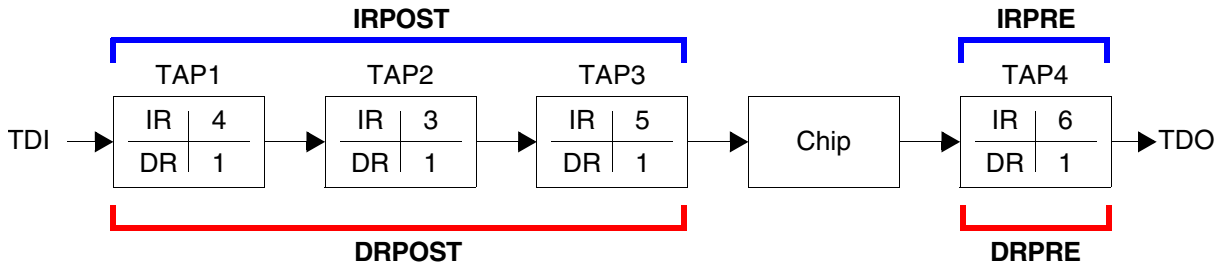 IRPOST
IRPRE
TAP1
TAP2
TAP3
TAP4
TDI
IR 4
DR 1
IR 3
DR 1
IR 5
DR 1
Chip
IR 6
DR 1
TDO
DRPOST
DRPRE